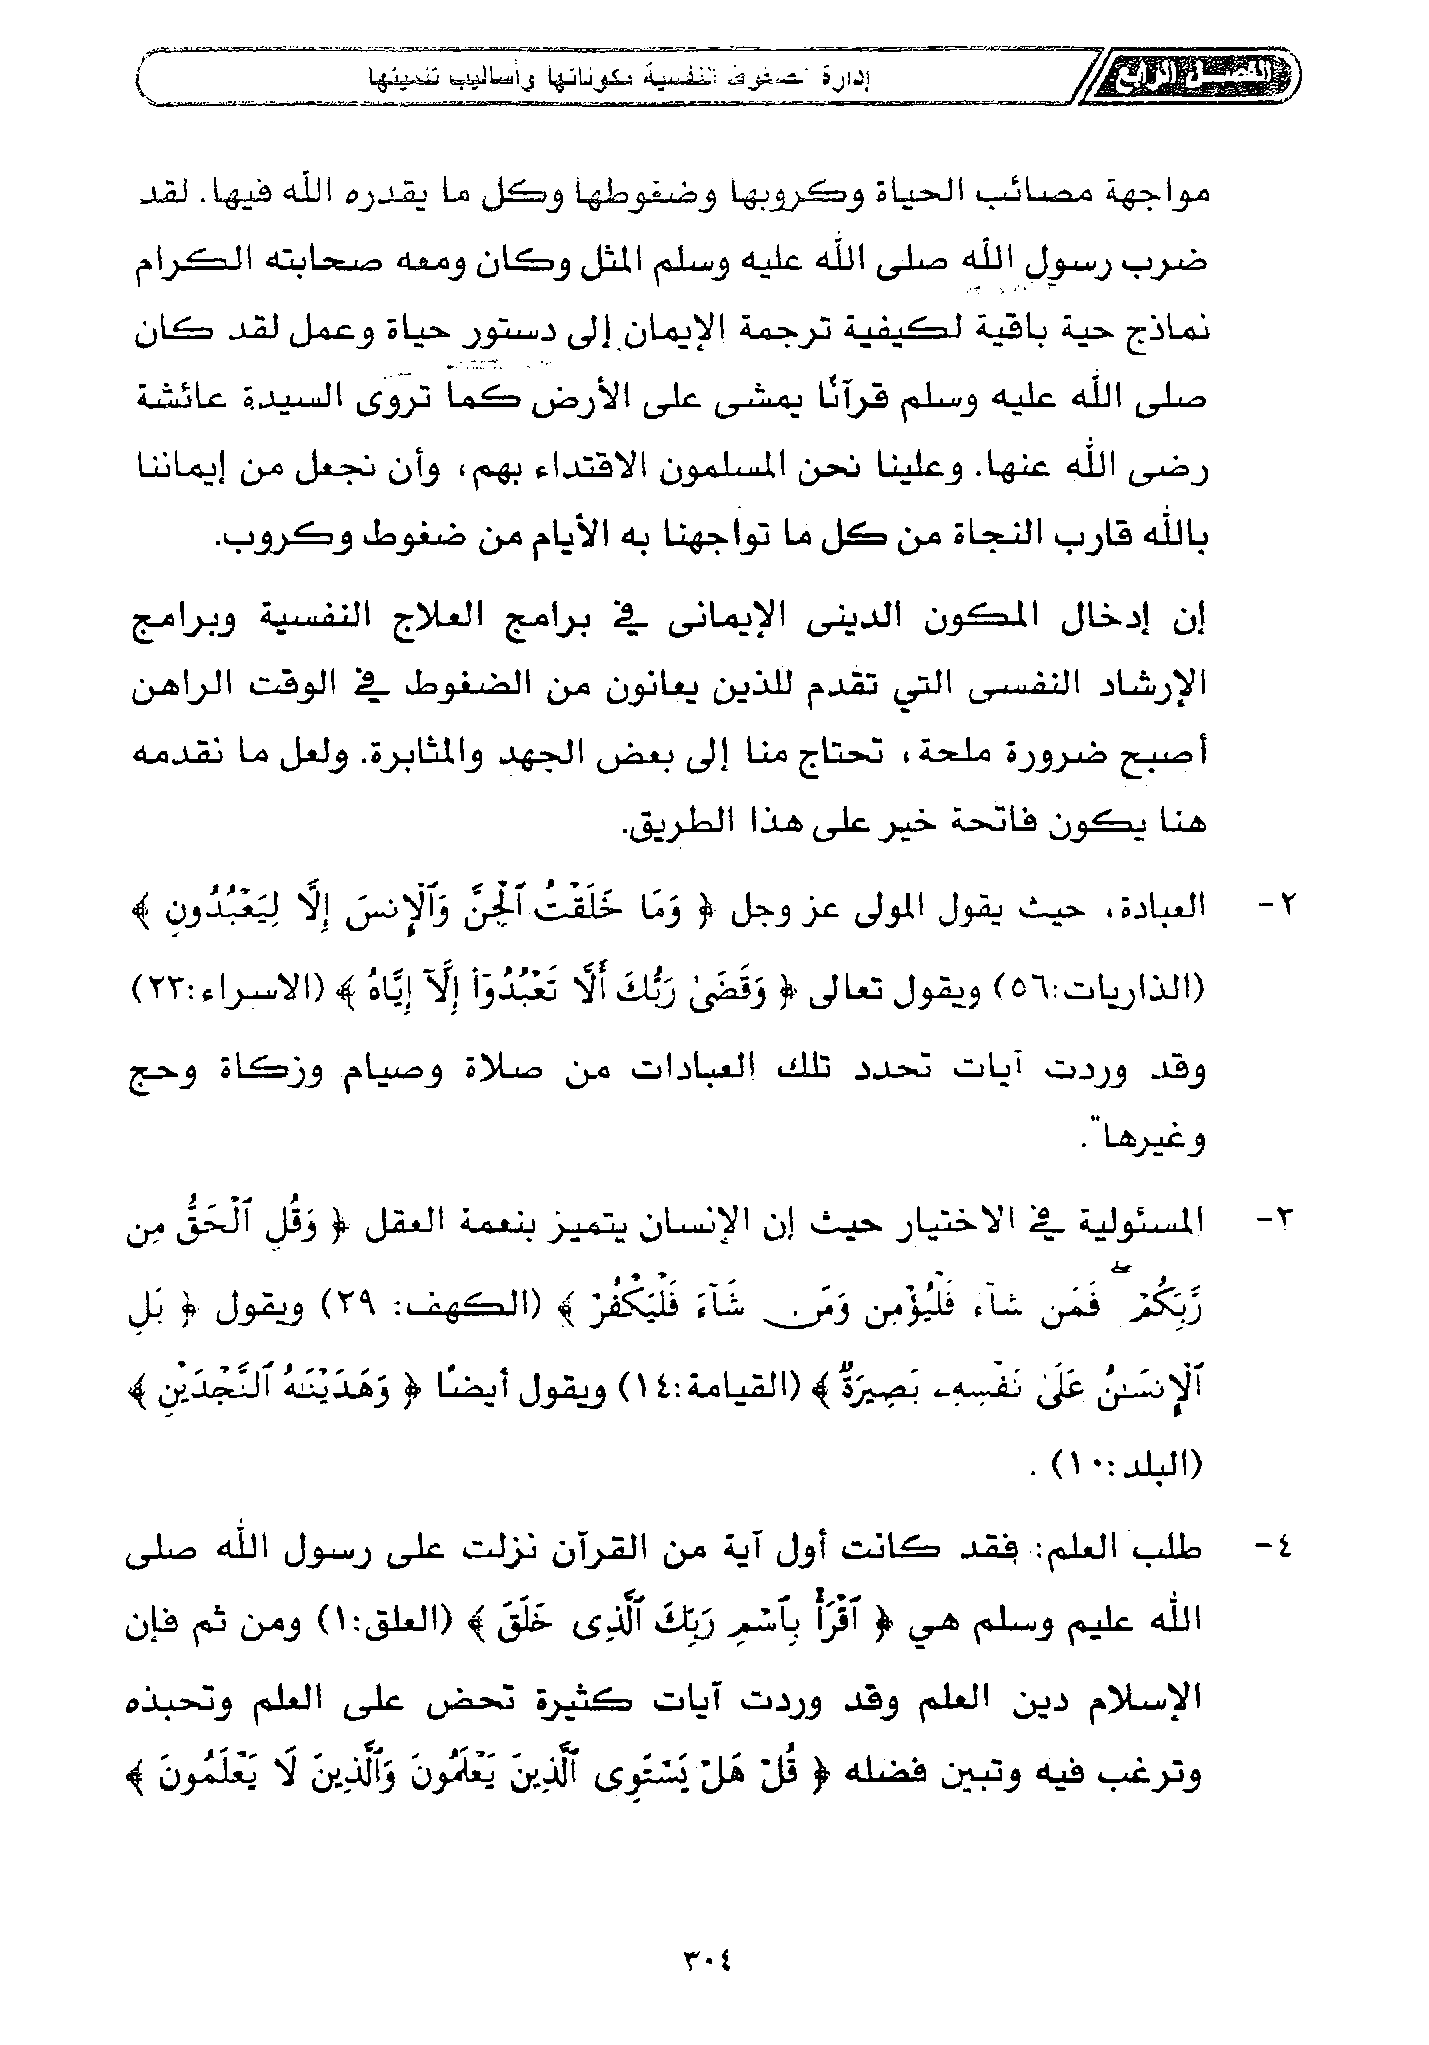 الفصل الرابع
إدارة الضغوط النفسية مكوناتها وأساليب تنميتها
مواجهة مصائب الحياة وكروبها وضغوطها وكل ما يقدره الله فيها. لقد
ضرب رسول الله صلى الله عليه وسلم المثل وكان ومعه صحابته الكرام
نماذج حية باقية لكيفية ترجمة الإيمان إلى دستور حياة وعمل لقد كان
صلى الله عليه وسلم قرآنًا يمشى على الأرض كما تروى السيدة عائشة
رضى الله عنها. وعلينا نحن المسلمون الاقتداء بهم، وأن نجعل من إيماننا
بالله قارب النجاة من كل ما تواجهنا به الأيام من ضغوط وكروب.
إن إدخال المكون الدينى الإيمانى في برامج العلاج النفسية وبرامج
الإرشاد النفسى التي تقدم للذين يعانون من الضغوط في الوقت الراهن
أصبح ضرورة ملحة، تحتاج منا إلى بعض الجهد والمثابرة. ولعل ما نقدمه
هنا يكون فاتحة خير على هذا الطريق.
٢- العبادة، حيث يقول المولى عز وجل ﴿ وَمَا خَلَقْتُ ٱلْجِنَّ وَٱلْإِنسَ إِلَّا لِيَعْبُدُونِ ﴾
(الذاريات:٥٦) ويقول تعالى ﴿ وَقَضَىٰ رَبُّكَ أَلَّا تَعْبُدُوٓا۟ إِلَّآ إِيَّاهُ ﴾ (الاسراء:٢٣)
وقد وردت آيات تحدد تلك العبادات من صلاة وصيام وزكاة وحج
وغيرها".
٣- المسئولية في الاختيار حيث إن الإنسان يتميز بنعمة العقل ﴿ وَقُلِ ٱلْحَقُّ مِن
رَّبِّكُمْ ۖ فَمَن شَآءَ فَلْيُؤْمِن وَمَن شَآءَ فَلْيَكْفُرْ ﴾ (الكهف: ٢٩) ويقول ﴿ بَلِ
ٱلْإِنسَٰنُ عَلَىٰ نَفْسِهِۦ بَصِيرَةٌ ﴾ (القيامة:١٤) ويقول أيضًا ﴿ وَهَدَيْنَٰهُ ٱلنَّجْدَيْنِ ﴾
(البلد:١٠) .
٤- طلب العلم: فقد كانت أول آية من القرآن نزلت على رسول الله صلى
الله عليم وسلم هي ﴿ ٱقْرَأْ بِٱسْمِ رَبِّكَ ٱلَّذِى خَلَقَ ﴾ (العلق:١) ومن ثم فإن
الإسلام دين العلم وقد وردت آيات كثيرة تحض على العلم وتحبذه
وترغب فيه وتبين فضله ﴿ قُلْ هَلْ يَسْتَوِى ٱلَّذِينَ يَعْلَمُونَ وَٱلَّذِينَ لَا يَعْلَمُونَ ﴾
٣٠٤